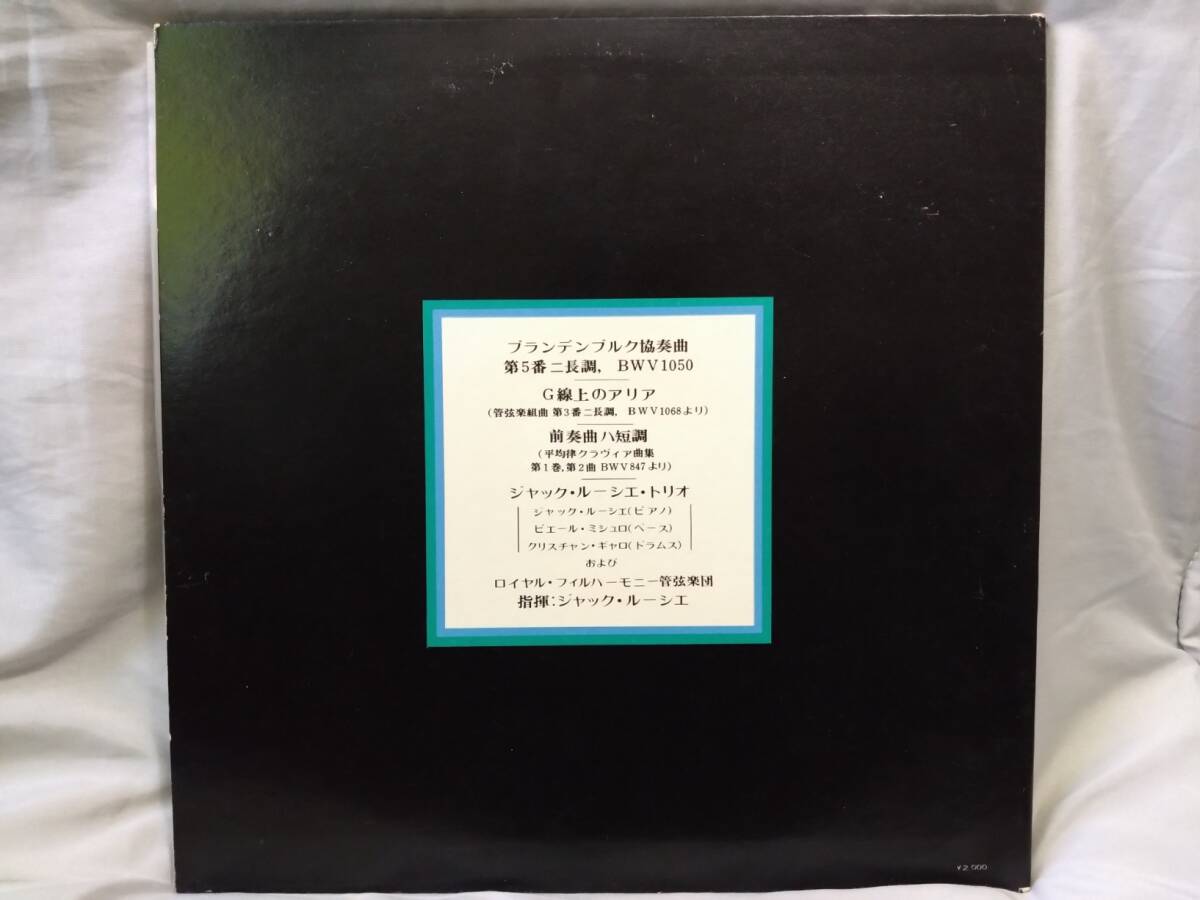 ブランデンブルク協奏曲
第5番ニ長調, BWV1050
G線上のアリア
(管弦楽組曲 第3番ニ長調, BWV1068より)
前奏曲ハ短調
(平均律クラヴィア曲集
第1巻,第2曲 BWV847より)
ジャック・ルーシエ・トリオ
ジャック・ルーシエ(ピアノ)
ピエール・ミシュロ(ベース)
クリスチャン・ギャロ(ドラムス)
および
ロイヤル・フィルハーモニー管弦楽団
指揮:ジャック・ルーシエ
¥2,000